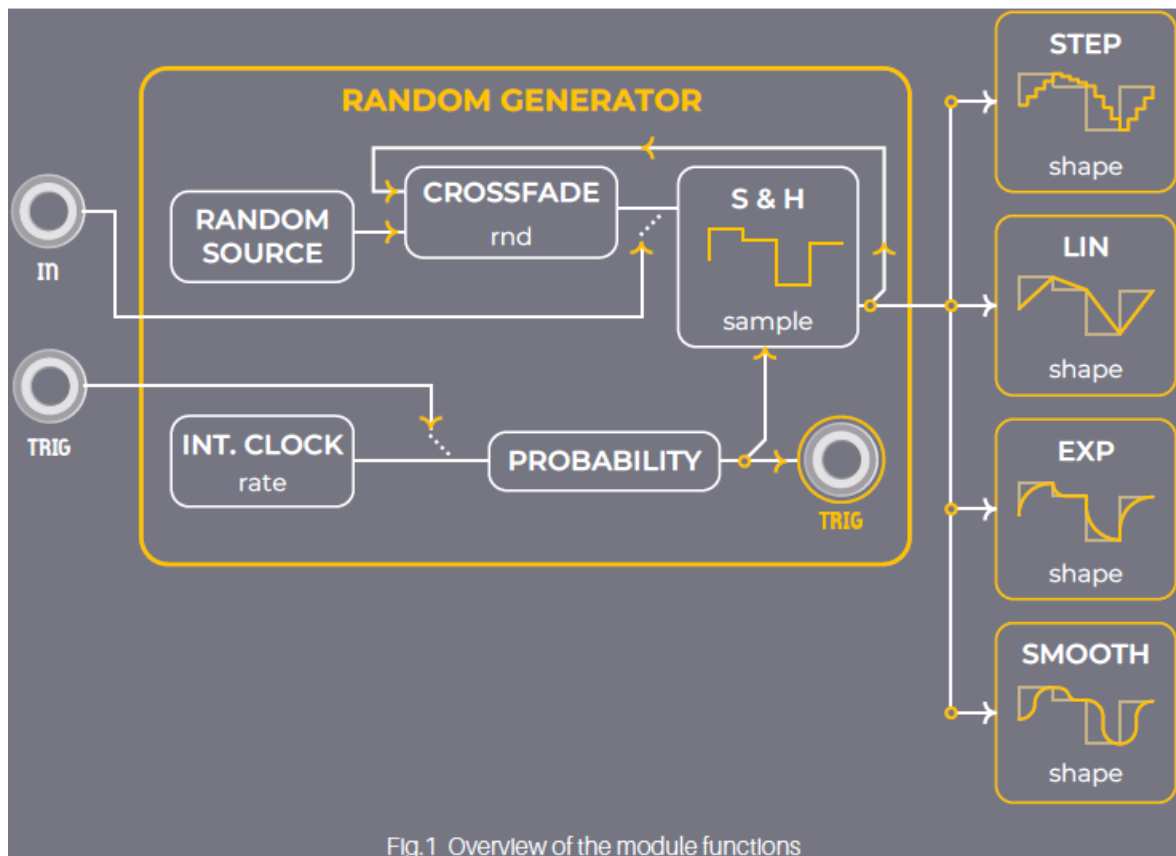 RANDOM GENERATOR
IN
TRIG
RANDOM
SOURCE
CROSSFADE
rnd
S & H
sample
INT. CLOCK
rate
PROBABILITY
TRIG
STEP
shape
LIN
shape
EXP
shape
SMOOTH
shape
Fig.1 Overview of the module functions